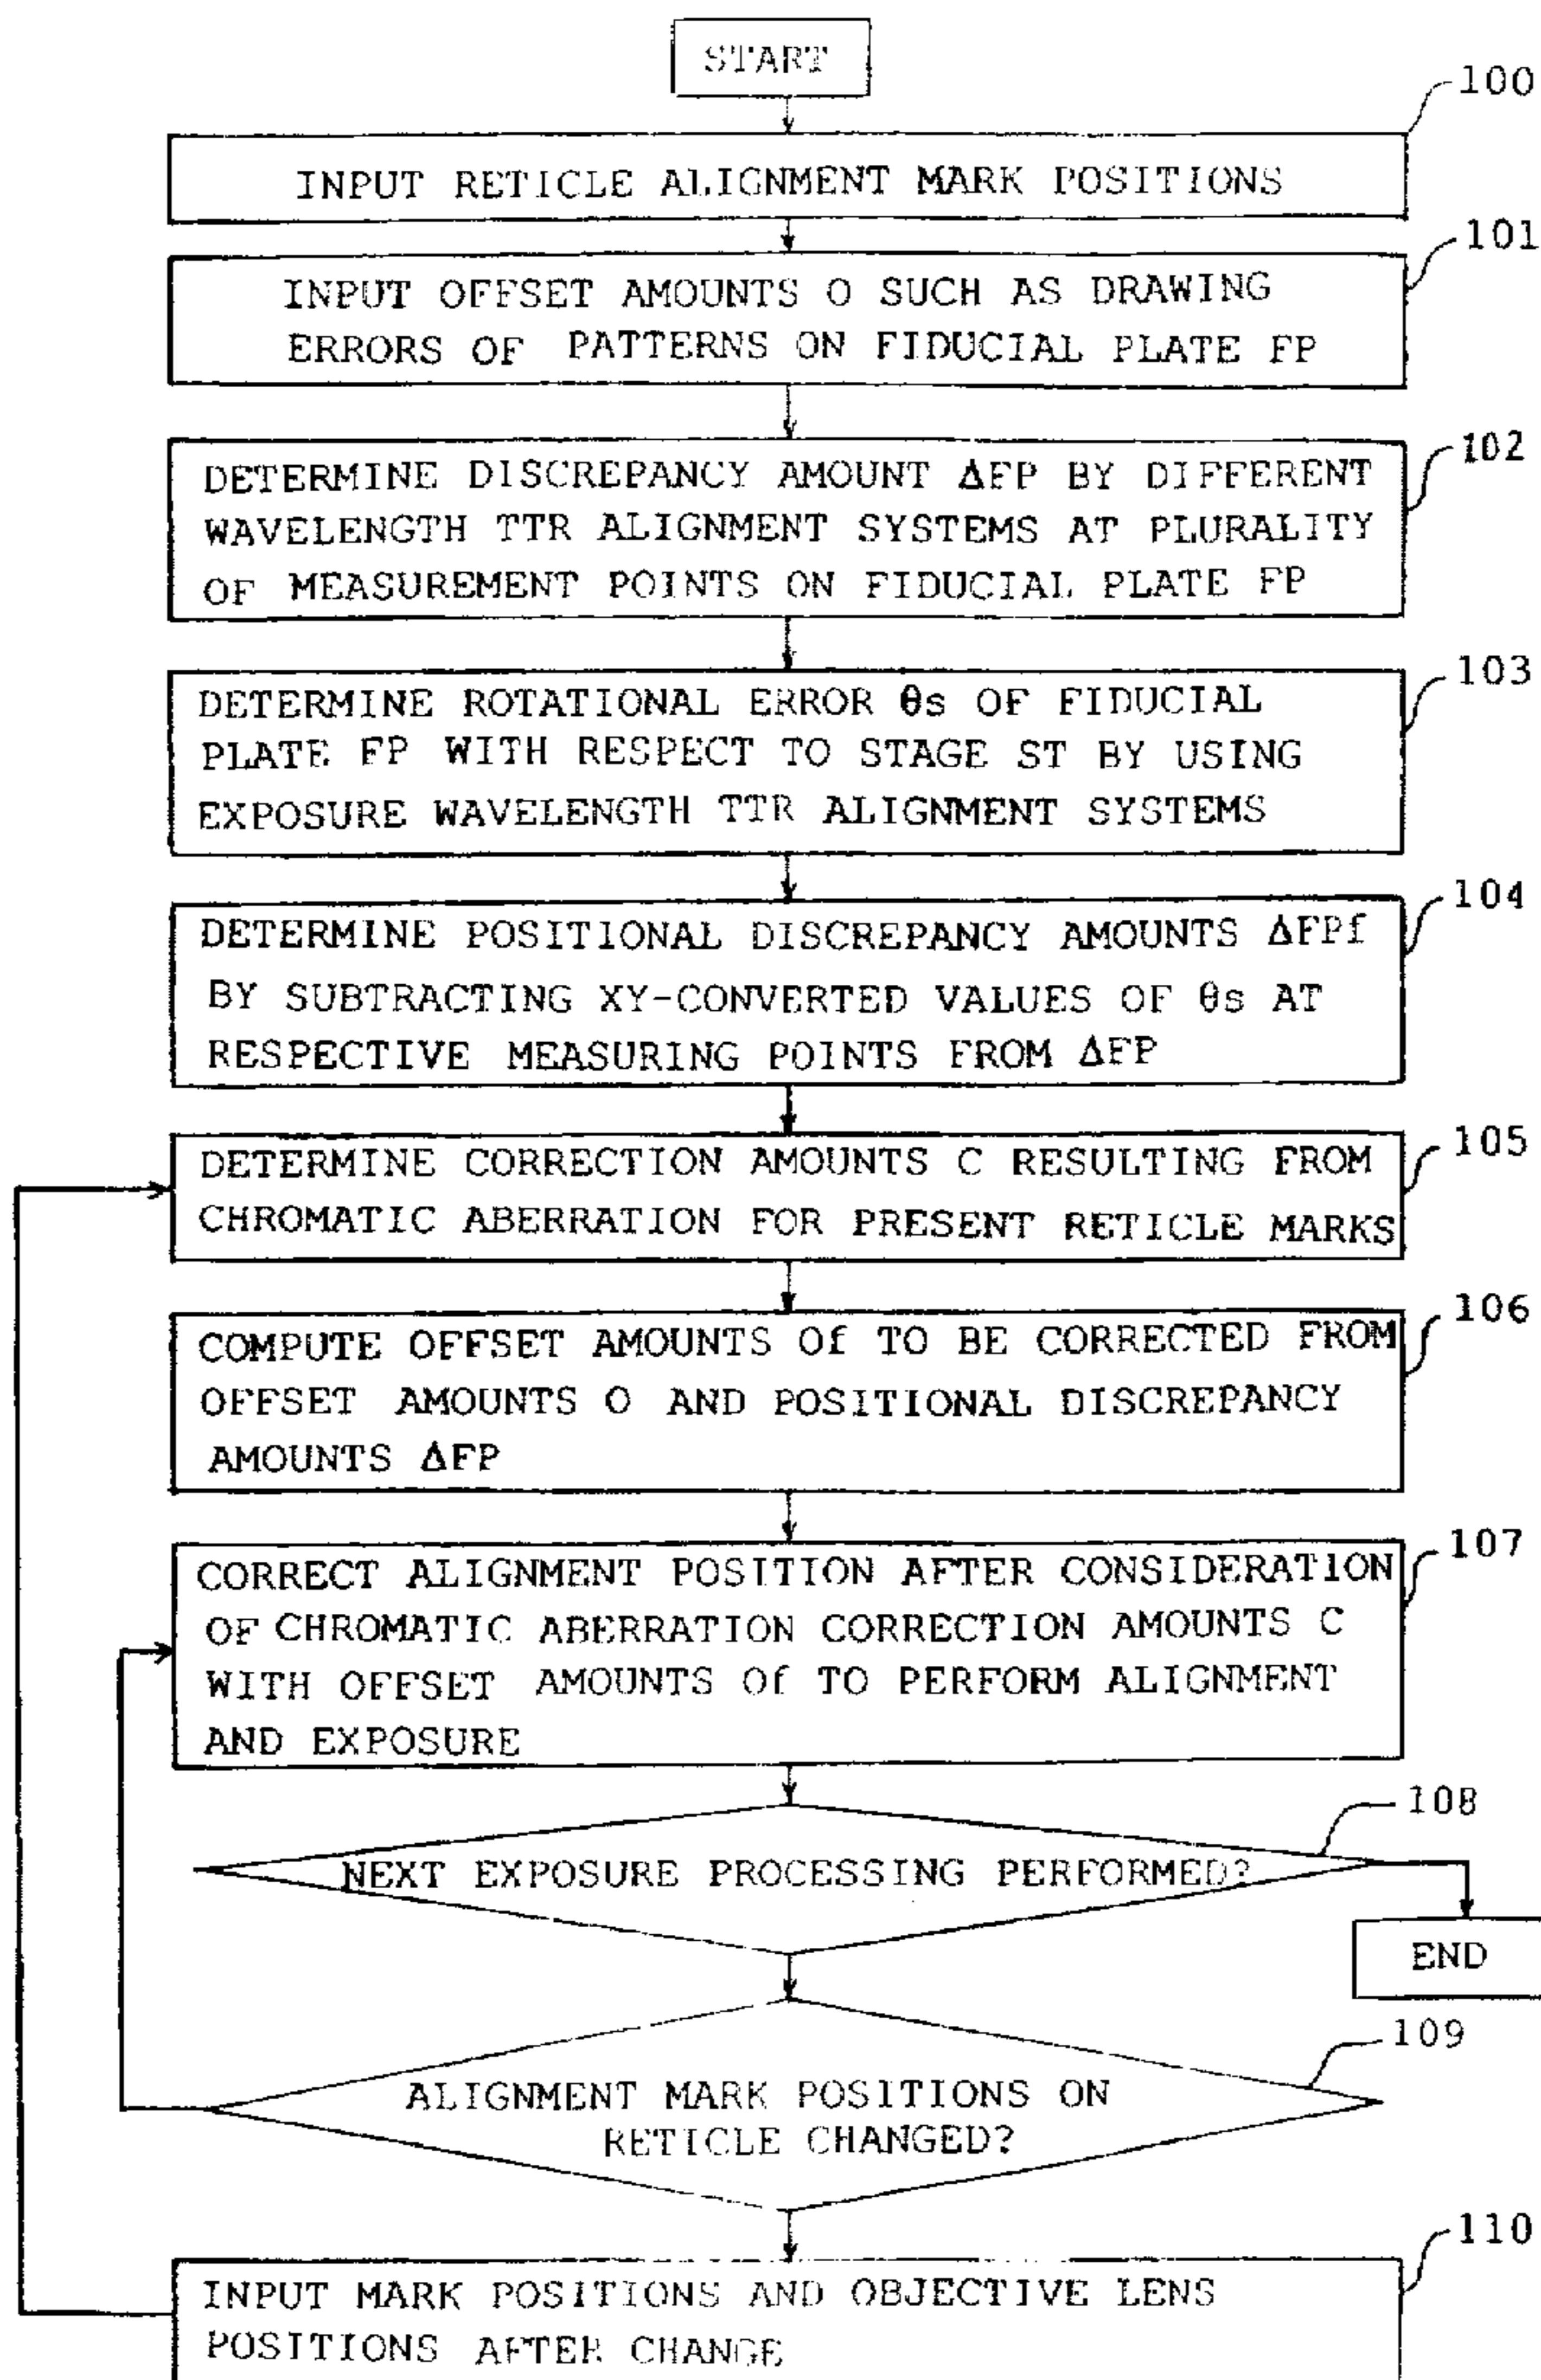 START
100
INPUT RETICLE ALIGNMENT MARK POSITIONS
101
INPUT OFFSET AMOUNTS O SUCH AS DRAWING
ERRORS OF PATTERNS ON FIDUCIAL PLATE FP
102
DETERMINE DISCREPANCY AMOUNT ΔFP BY DIFFERENT
WAVELENGTH TTR ALIGNMENT SYSTEMS AT PLURALITY
OF MEASUREMENT POINTS ON FIDUCIAL PLATE FP
103
DETERMINE ROTATIONAL ERROR θs OF FIDUCIAL
PLATE FP WITH RESPECT TO STAGE ST BY USING
EXPOSURE WAVELENGTH TTR ALIGNMENT SYSTEMS
104
DETERMINE POSITIONAL DISCREPANCY AMOUNTS ΔFPf
BY SUBTRACTING XY-CONVERTED VALUES OF θs AT
RESPECTIVE MEASURING POINTS FROM ΔFP
105
DETERMINE CORRECTION AMOUNTS C RESULTING FROM
CHROMATIC ABERRATION FOR PRESENT RETICLE MARKS
106
COMPUTE OFFSET AMOUNTS Of TO BE CORRECTED FROM
OFFSET AMOUNTS O AND POSITIONAL DISCREPANCY
AMOUNTS ΔFP
107
CORRECT ALIGNMENT POSITION AFTER CONSIDERATION
OF CHROMATIC ABERRATION CORRECTION AMOUNTS C
WITH OFFSET AMOUNTS Of TO PERFORM ALIGNMENT
AND EXPOSURE
108
NEXT EXPOSURE PROCESSING PERFORMED?
END
109
ALIGNMENT MARK POSITIONS ON
RETICLE CHANGED?
110
INPUT MARK POSITIONS AND OBJECTIVE LENS
POSITIONS AFTER CHANGE